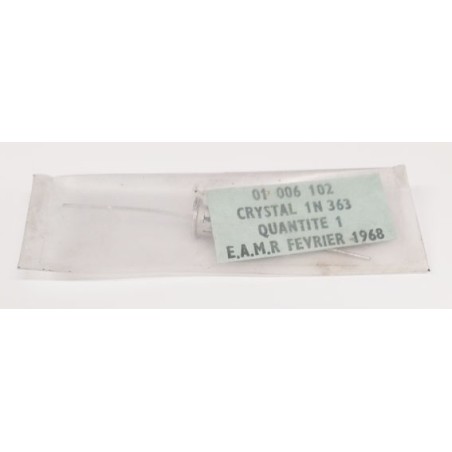 01 006 102
CRYSTAL 1N 363
QUANTITE 1
E.A.M.R FEVRIER 1968